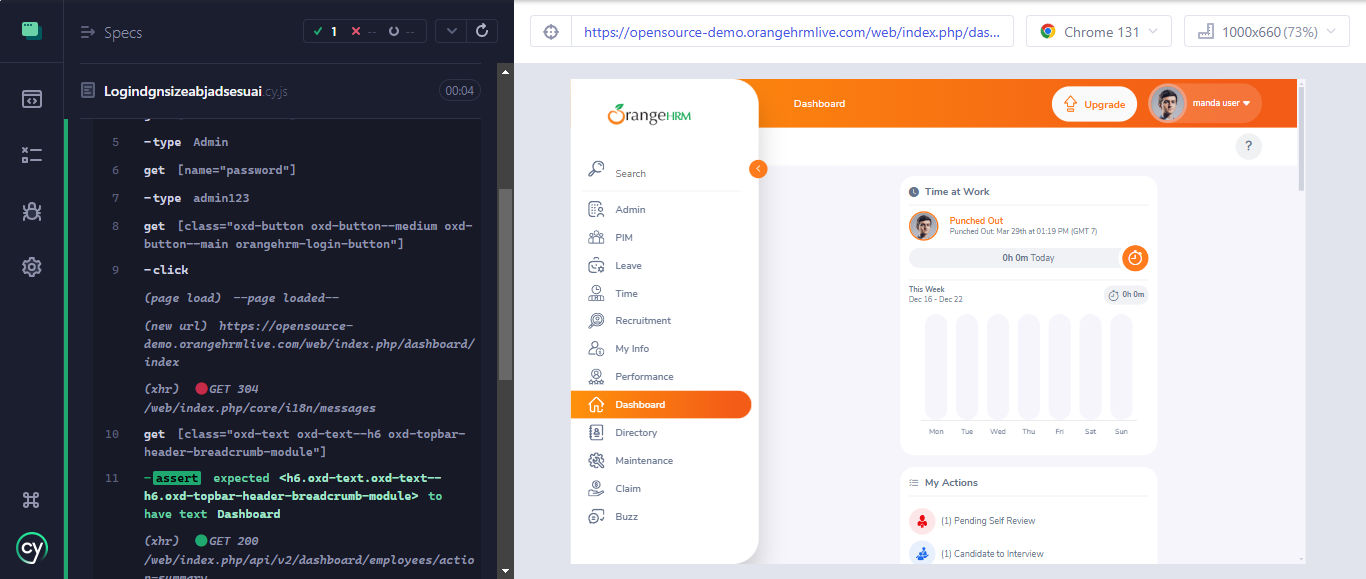 Specs
1
--
--
Logindgnsizeabjadsesuai.cy.js
00:04
5 -type Admin
6 get [name="password"]
7 -type admin123
8 get [class="oxd-button oxd-button--medium oxd-
button--main orangehrm-login-button"]
9 -click
(page load) --page loaded--
(new url) https://opensource-
demo.orangehrmlive.com/web/index.php/dashboard/
index
(xhr) GET 304
/web/index.php/core/i18n/messages
10 get [class="oxd-text oxd-text--h6 oxd-topbar-
header-breadcrumb-module"]
11 -assert expected <h6.oxd-text.oxd-text--
h6.oxd-topbar-header-breadcrumb-module> to
have text Dashboard
(xhr) GET 200
/web/index.php/api/v2/dashboard/employees/actio
n-summary
cy
https://opensource-demo.orangehrmlive.com/web/index.php/das...
Chrome 131
1000x660 (73%)
OrangeHRM
Search
Admin
PIM
Leave
Time
Recruitment
My Info
Performance
Dashboard
Directory
Maintenance
Claim
Buzz
Dashboard
Upgrade
manda user
?
Time at Work
Punched Out
Punched Out: Mar 29th at 01:19 PM (GMT 7)
0h 0m Today
This Week
Dec 16 - Dec 22
0h 0m
Mon Tue Wed Thu Fri Sat Sun
My Actions
(1) Pending Self Review
(1) Candidate to Interview